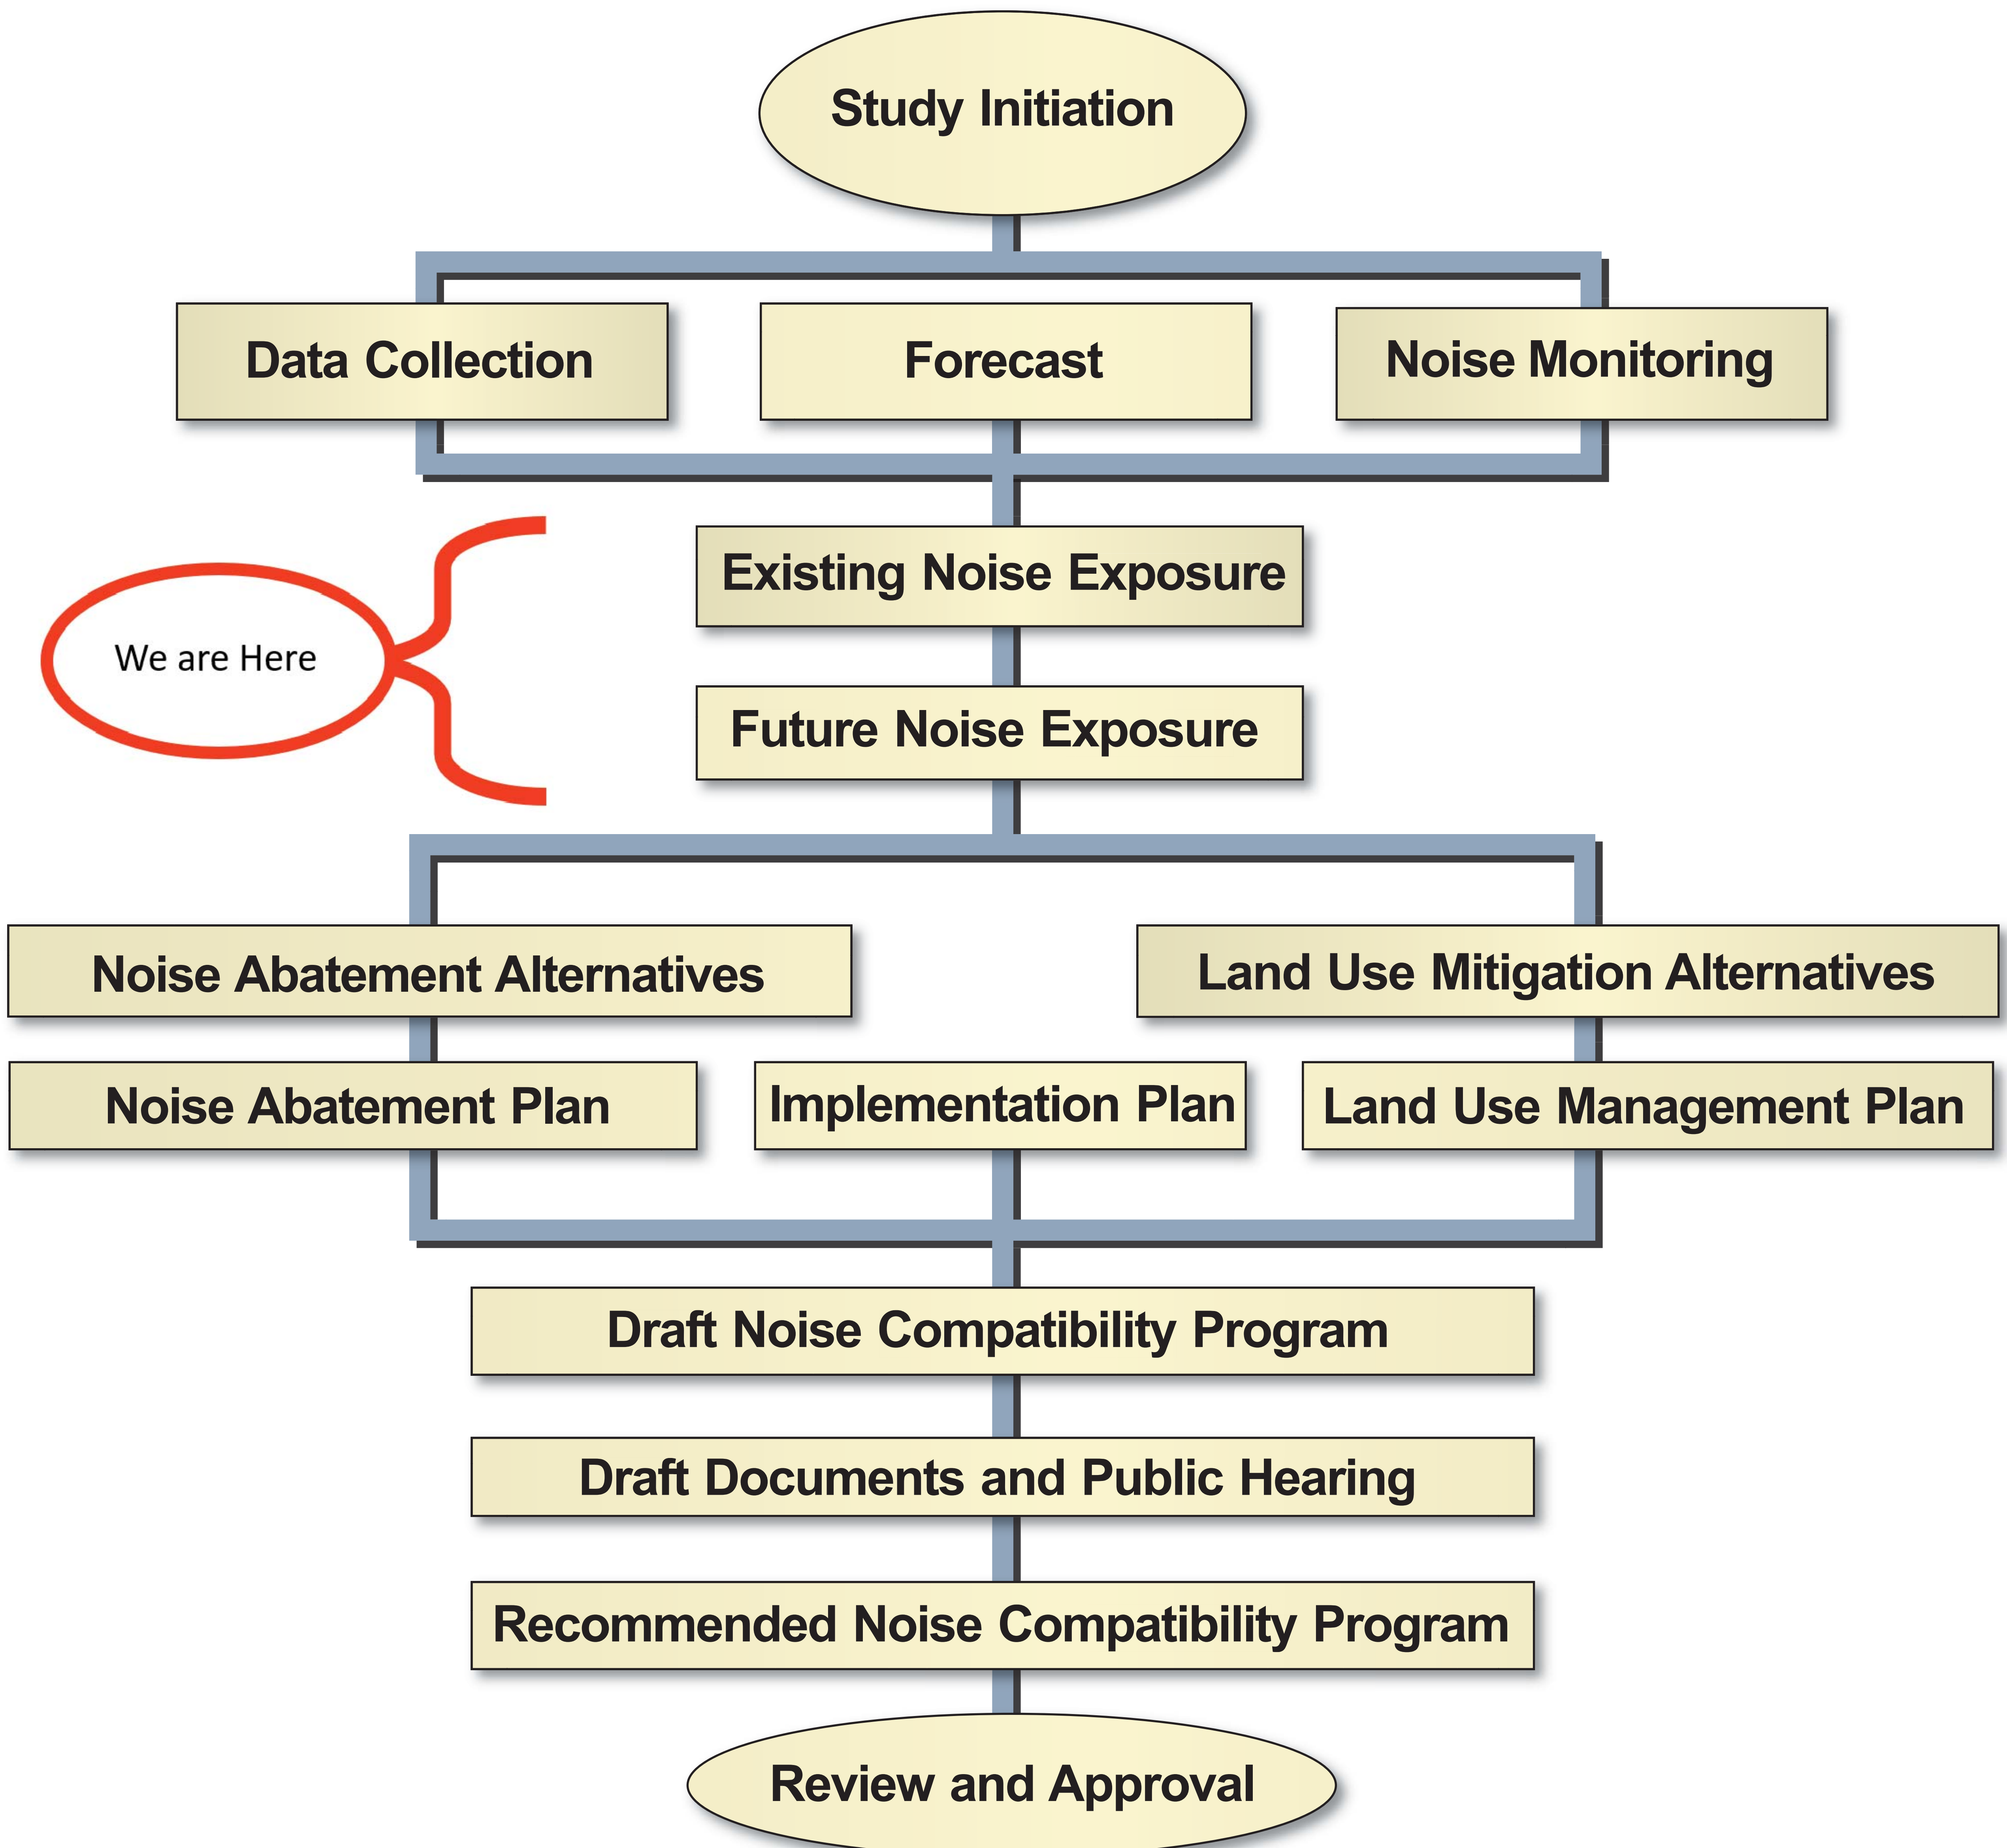 Study Initiation
Data Collection
Forecast
Noise Monitoring
Existing Noise Exposure
We are Here
Future Noise Exposure
Noise Abatement Alternatives
Land Use Mitigation Alternatives
Noise Abatement Plan
Implementation Plan
Land Use Management Plan
Draft Noise Compatibility Program
Draft Documents and Public Hearing
Recommended Noise Compatibility Program
Review and Approval